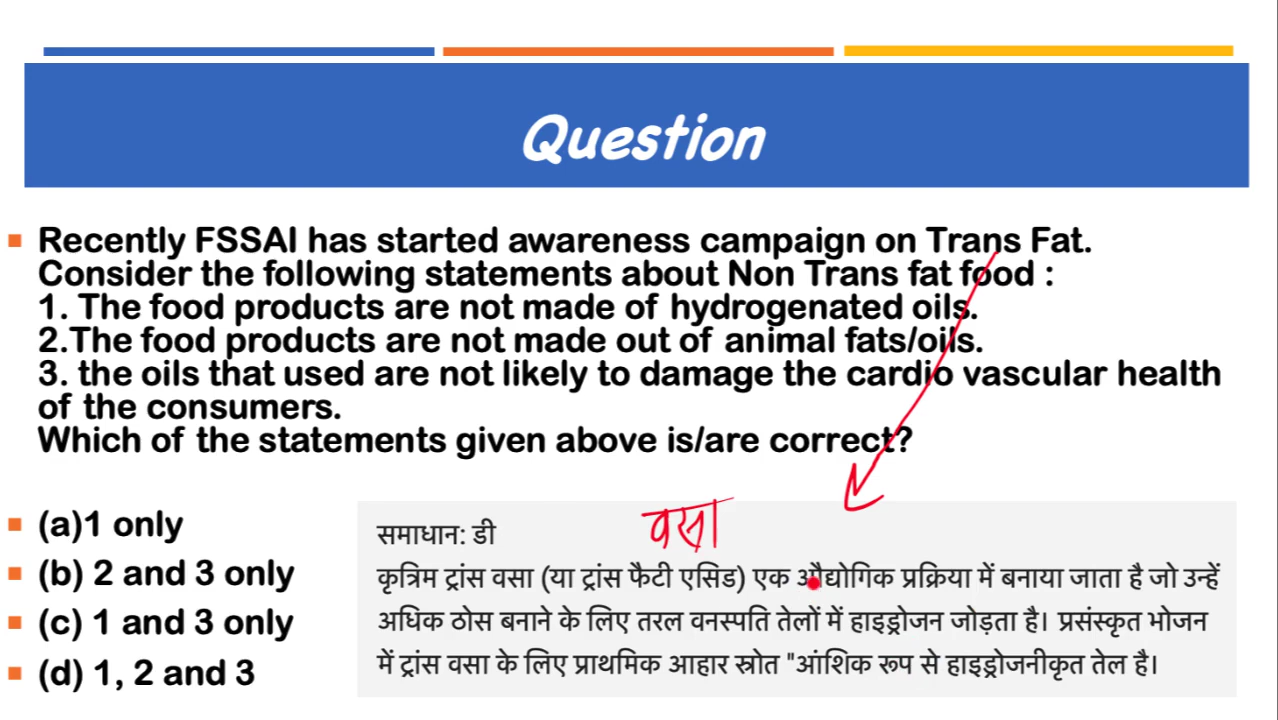 Question
Recently FSSAI has started awareness campaign on Trans Fat.
Consider the following statements about Non Trans fat food :
1. The food products are not made of hydrogenated oils.
2.The food products are not made out of animal fats/oils.
3. the oils that used are not likely to damage the cardio vascular health
of the consumers.
Which of the statements given above is/are correct?
(a)1 only
(b) 2 and 3 only
(c) 1 and 3 only
(d) 1, 2 and 3
वसा
समाधान: डी
कृत्रिम ट्रांस वसा (या ट्रांस फैटी एसिड) एक औद्योगिक प्रक्रिया में बनाया जाता है जो उन्हें
अधिक ठोस बनाने के लिए तरल वनस्पति तेलों में हाइड्रोजन जोड़ता है। प्रसंस्कृत भोजन
में ट्रांस वसा के लिए प्राथमिक आहार स्रोत "आंशिक रूप से हाइड्रोजनीकृत तेल है।